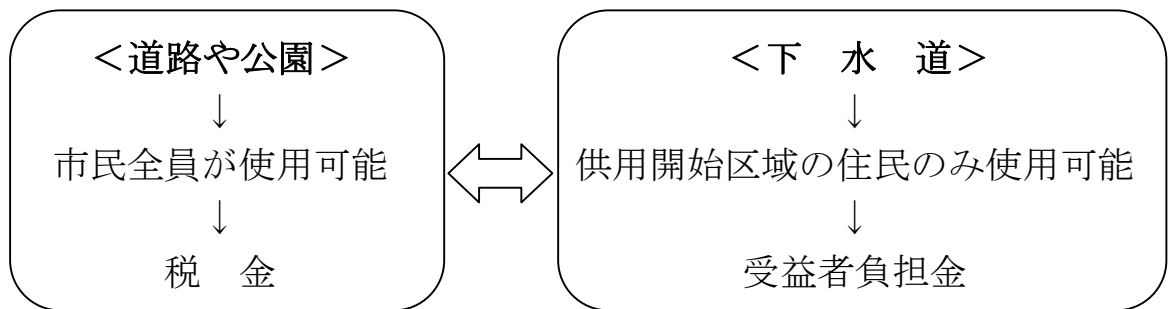 ＜道路や公園＞
↓
市民全員が使用可能
↓
税　金
＜下　水　道＞
↓
供用開始区域の住民のみ使用可能
↓
受益者負担金